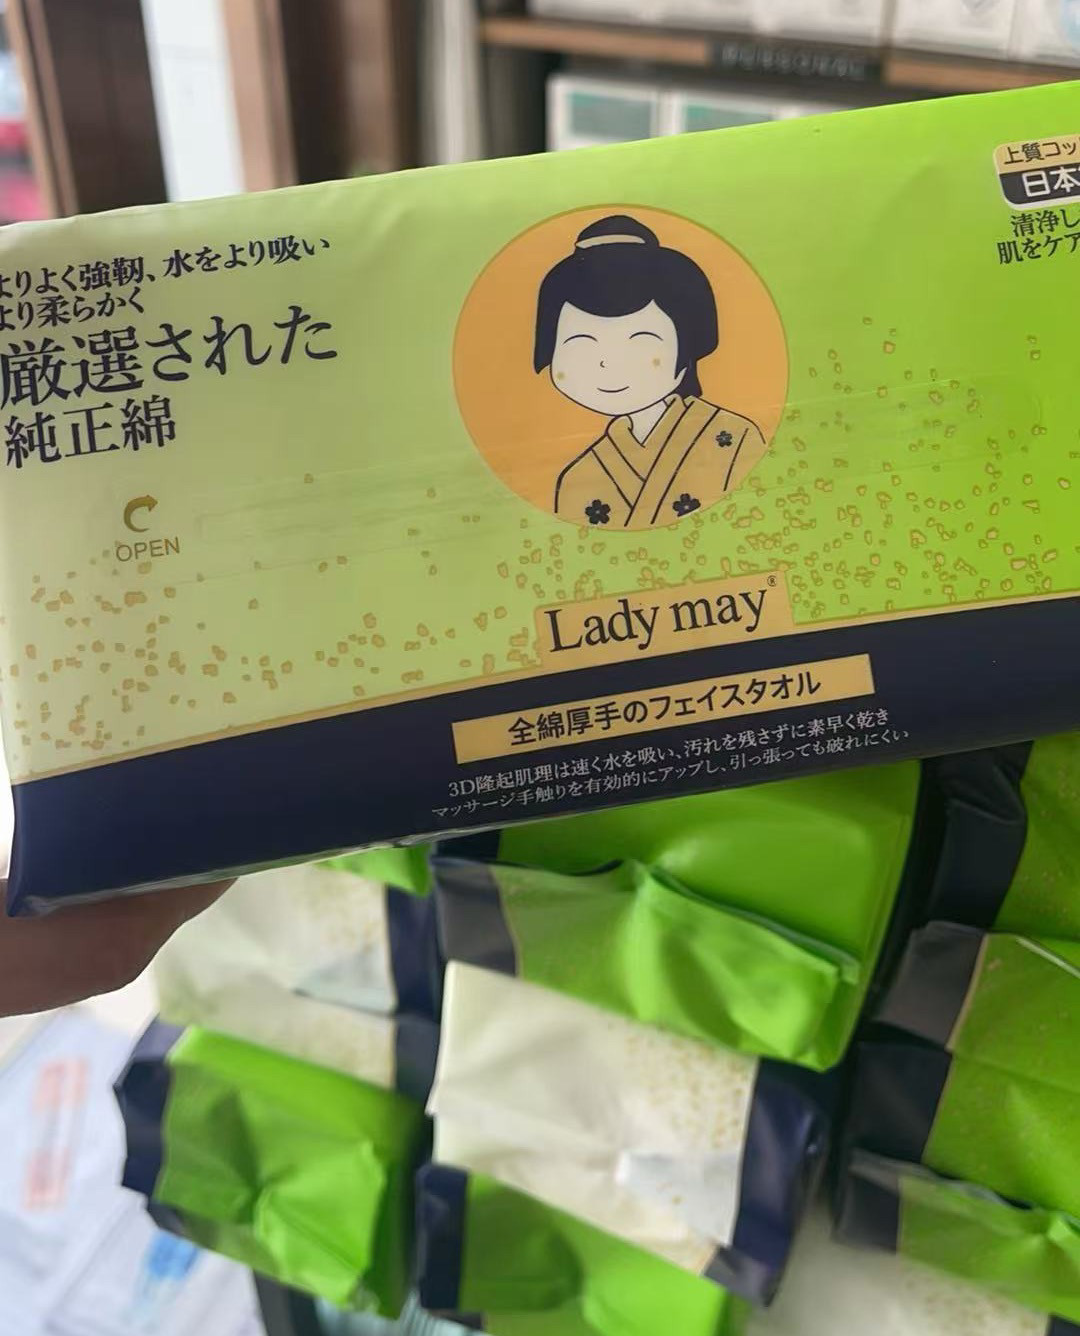 よりよく強靭、水をより吸い
より柔らかく
厳選された
純正綿
OPEN
上質コッ
日本
清浄し
肌をケア
Lady may®
全綿厚手のフェイスタオル
3D隆起肌理は速く水を吸い、汚れを残さずに素早く乾き
マッサージ手触りを有効的にアップし、引っ張っても破れにくい